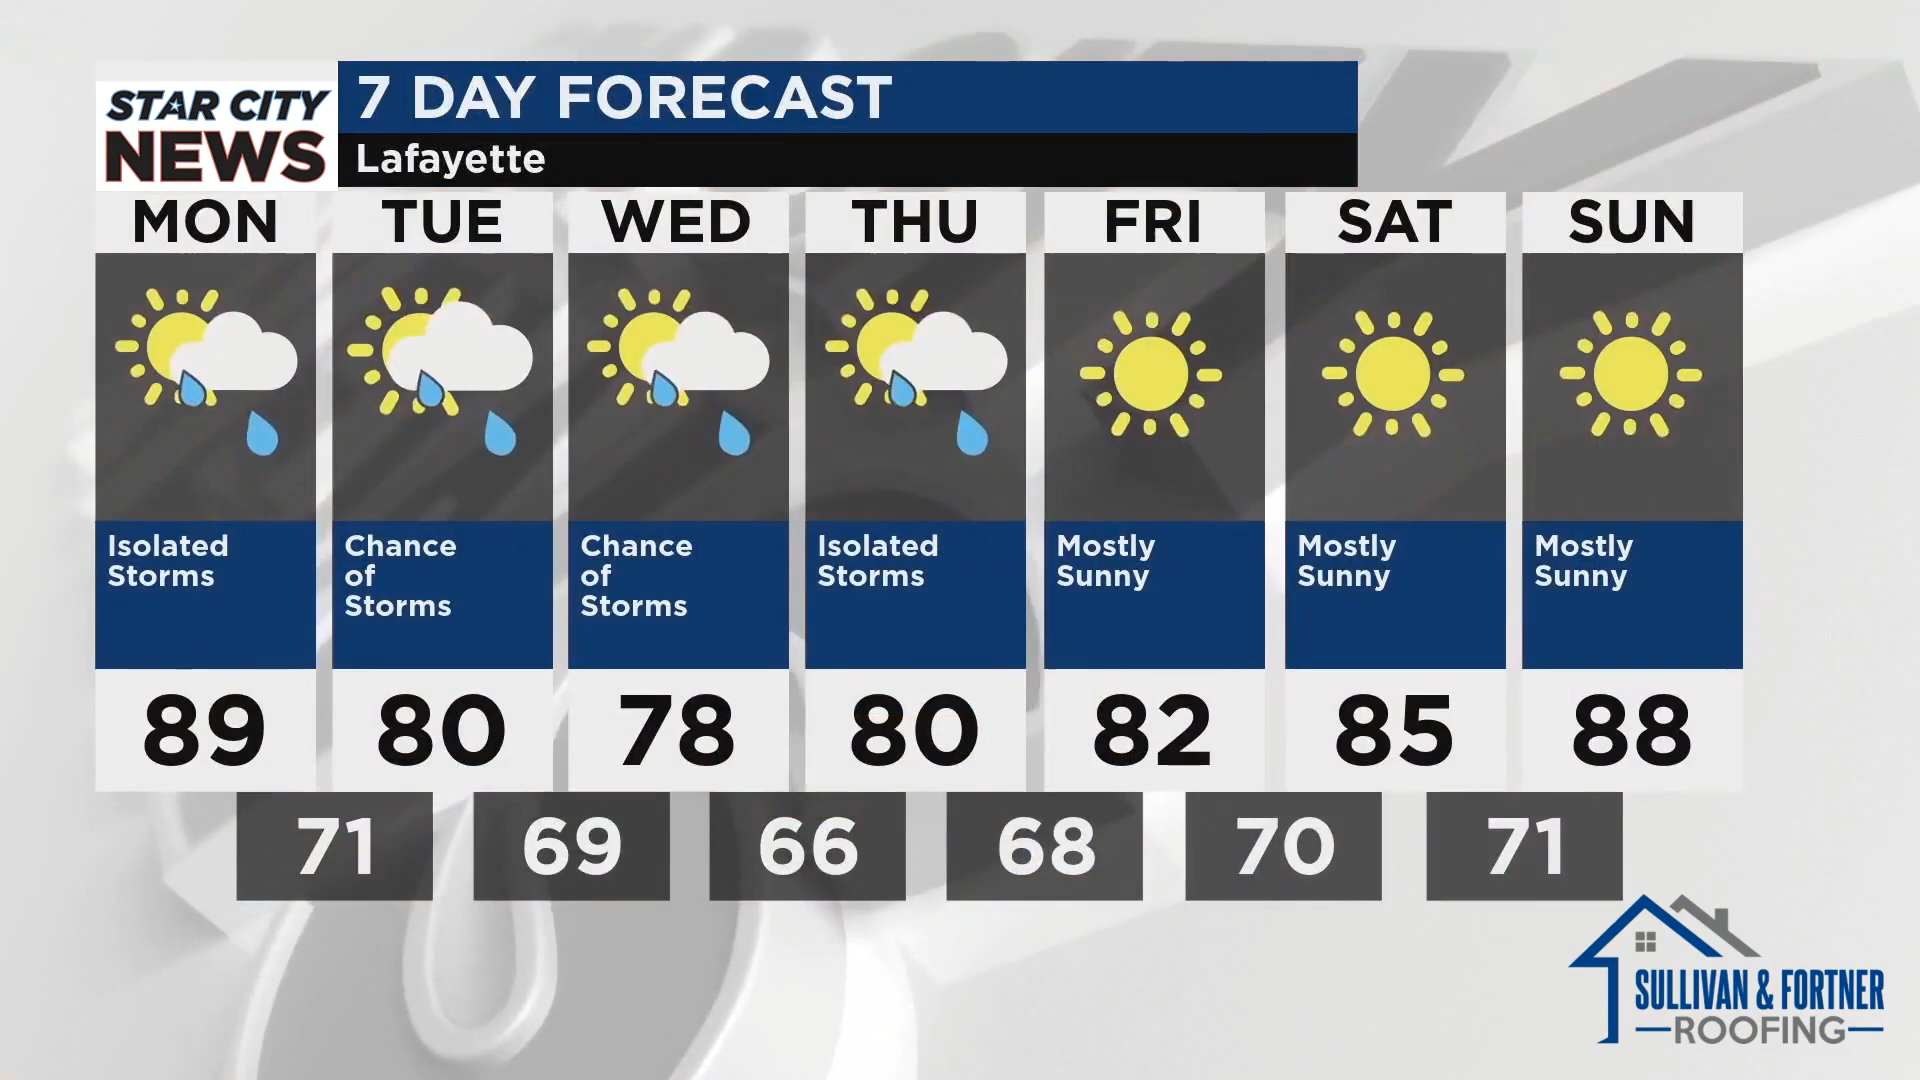 STAR CITY
NEWS
7 DAY FORECAST
Lafayette
MON TUE WED THU FRI SAT SUN
Isolated
Storms
Chance
of
Storms
Chance
of
Storms
Isolated
Storms
Mostly
Sunny
Mostly
Sunny
Mostly
Sunny
89 80 78 80 82 85 88
71 69 66 68 70 71
SULLIVAN & FORTNER
ROOFING